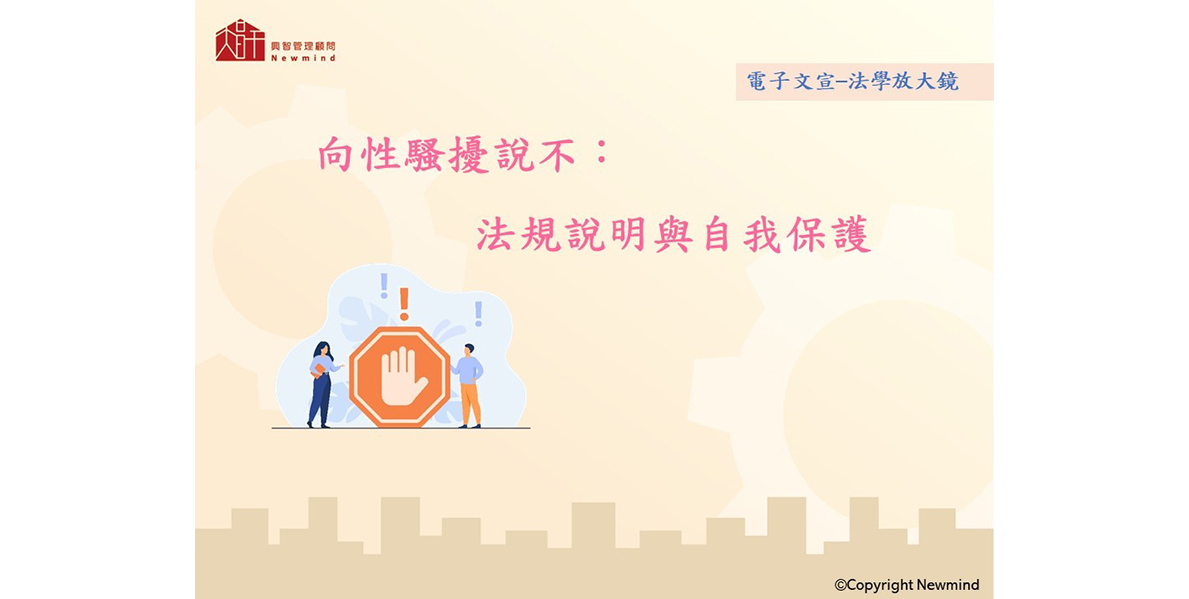 興智管理顧問
Newmind
電子文宣–法學放大鏡
向性騷擾說不：
法規說明與自我保護
©Copyright Newmind